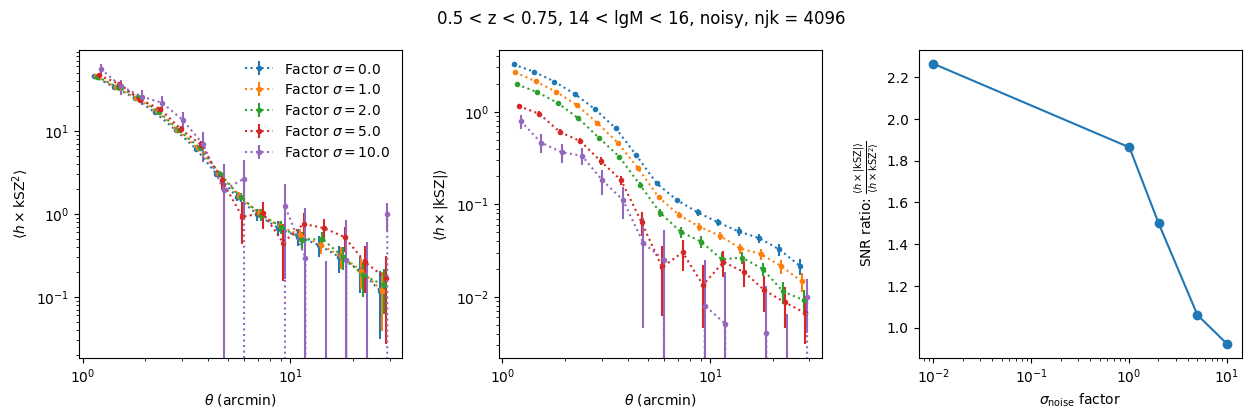 0.5 < z < 0.75, 14 < lgM < 16, noisy, njk = 4096
⟨h × kSZ²⟩
10¹
10⁰
10⁻¹
Factor σ = 0.0
Factor σ = 1.0
Factor σ = 2.0
Factor σ = 5.0
Factor σ = 10.0
10⁰
10¹
θ (arcmin)
⟨h × |kSZ|⟩
10⁰
10⁻¹
10⁻²
10⁰
10¹
θ (arcmin)
SNR ratio: ⟨h × |kSZ|⟩ / ⟨h × kSZ²⟩
2.2
2.0
1.8
1.6
1.4
1.2
1.0
10⁻²
10⁻¹
10⁰
10¹
σnoise factor